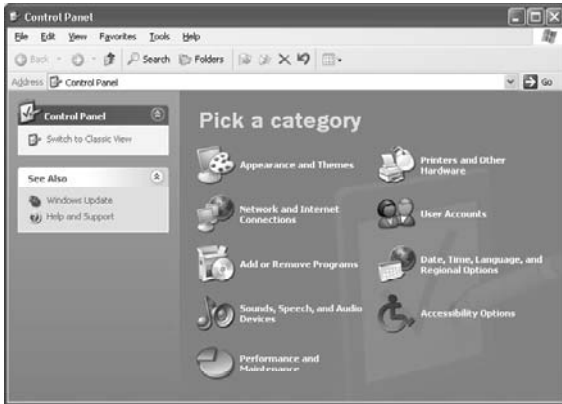 Control Panel
File Edit View Favorites Tools Help
Back Search Folders
Address Control Panel Go
Control Panel
Switch to Classic View
See Also
Windows Update
Help and Support
Pick a category
Appearance and Themes
Printers and Other
Hardware
Network and Internet
Connections
User Accounts
Add or Remove Programs
Date, Time, Language, and
Regional Options
Sounds, Speech, and Audio
Devices
Accessibility Options
Performance and
Maintenance